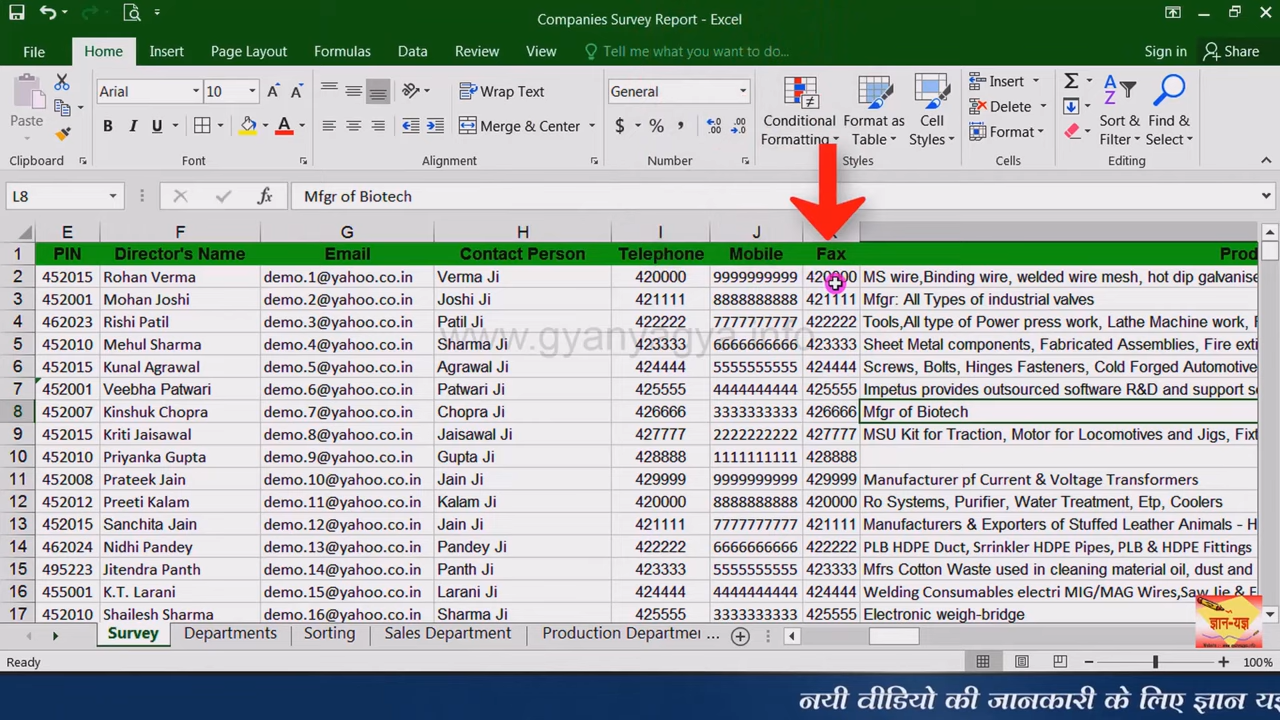 Companies Survey Report - Excel
File Home Insert Page Layout Formulas Data Review View Tell me what you want to do... Sign in Share
Paste Arial 10 Wrap Text Merge & Center General Conditional Formatting Format as Table Cell Styles Insert Delete Format Sort & Filter Find & Select
Clipboard Font Alignment Number Styles Cells Editing
L8 fx Mfgr of Biotech
E F G H I J
1 PIN Director's Name Email Contact Person Telephone Mobile Fax Prod
2 452015 Rohan Verma demo.1@yahoo.co.in Verma Ji 420000 9999999999 420000 MS wire,Binding wire, welded wire mesh, hot dip galvanise
3 452001 Mohan Joshi demo.2@yahoo.co.in Joshi Ji 421111 8888888888 421111 Mfgr: All Types of industrial valves
4 462023 Rishi Patil demo.3@yahoo.co.in Patil Ji 422222 7777777777 422222 Tools,All type of Power press work, Lathe Machine work, F
www.gyanyagya.info
5 452010 Mehul Sharma demo.4@yahoo.co.in Sharma Ji 423333 6666666666 423333 Sheet Metal components, Fabricated Assemblies, Fire exti
6 452015 Kunal Agrawal demo.5@yahoo.co.in Agrawal Ji 424444 5555555555 424444 Screws, Bolts, Hinges Fasteners, Cold Forged Automotive
7 452001 Veebha Patwari demo.6@yahoo.co.in Patwari Ji 425555 4444444444 425555 Impetus provides outsourced software R&D and support se
8 452007 Kinshuk Chopra demo.7@yahoo.co.in Chopra Ji 426666 3333333333 426666 Mfgr of Biotech
9 452015 Kriti Jaisawal demo.8@yahoo.co.in Jaisawal Ji 427777 2222222222 427777 MSU Kit for Traction, Motor for Locomotives and Jigs, Fixt
10 452010 Priyanka Gupta demo.9@yahoo.co.in Gupta Ji 428888 1111111111 428888
11 452008 Prateek Jain demo.10@yahoo.co.in Jain Ji 429999 9999999999 429999 Manufacturer pf Current & Voltage Transformers
12 452012 Preeti Kalam demo.11@yahoo.co.in Kalam Ji 420000 8888888888 420000 Ro Systems, Purifier, Water Treatment, Etp, Coolers
13 452015 Sanchita Jain demo.12@yahoo.co.in Jain Ji 421111 7777777777 421111 Manufacturers & Exporters of Stuffed Leather Animals - H
14 462024 Nidhi Pandey demo.13@yahoo.co.in Pandey Ji 422222 6666666666 422222 PLB HDPE Duct, Srrinkler HDPE Pipes, PLB & HDPE Fittings
15 495223 Jitendra Panth demo.14@yahoo.co.in Panth Ji 423333 5555555555 423333 Mfrs Cotton Waste used in cleaning material oil, dust and
16 455001 K.T. Larani demo.15@yahoo.co.in Larani Ji 424444 4444444444 424444 Welding Consumables electri MIG/MAG Wires,Saw
17 452010 Shailesh Sharma demo.16@yahoo.co.in Sharma Ji 425555 3333333333 425555 Electronic weigh-bridge
ज्ञान-यज्ञ
Survey Departments Sorting Sales Department Production Departmer ...
Ready 100%
नयी वीडियो की जानकारी के लिए ज्ञान यज्ञ